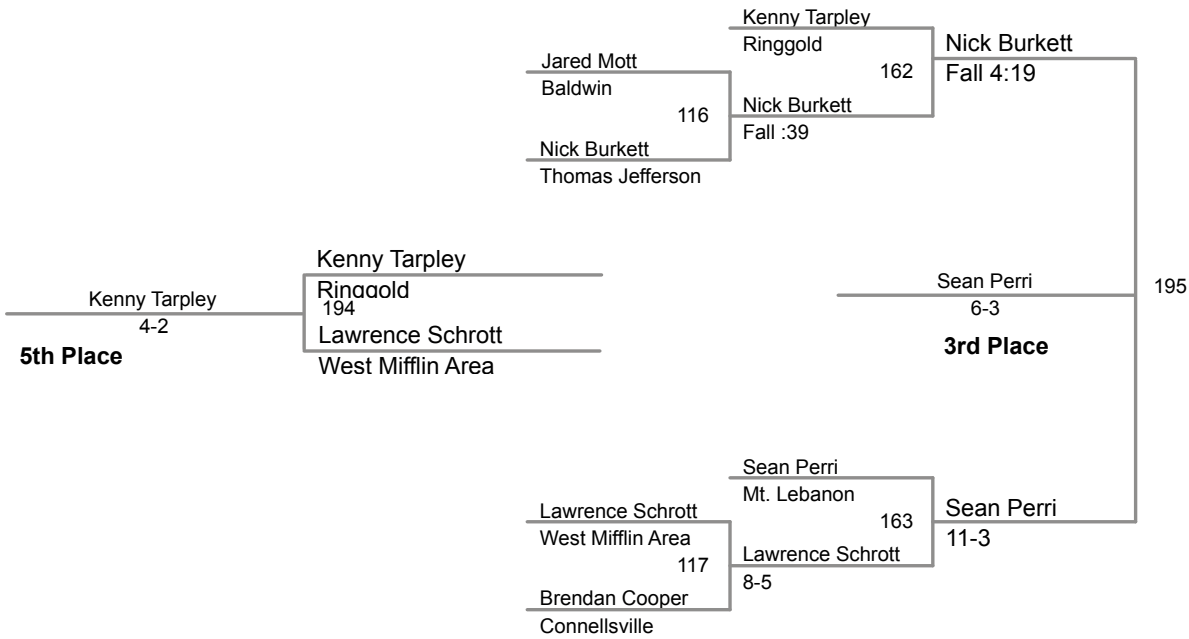 Kenny Tarpley
Ringgold
Nick Burkett
Fall 4:19
Jared Mott
Baldwin
162
116
Nick Burkett
Fall :39
Nick Burkett
Thomas Jefferson
Kenny Tarpley
Ringgold
Kenny Tarpley
4-2
5th Place
194
Lawrence Schrott
West Mifflin Area
Sean Perri
6-3
3rd Place
195
Sean Perri
Mt. Lebanon
Lawrence Schrott
West Mifflin Area
163
Sean Perri
11-3
117
Lawrence Schrott
8-5
Brendan Cooper
Connellsville